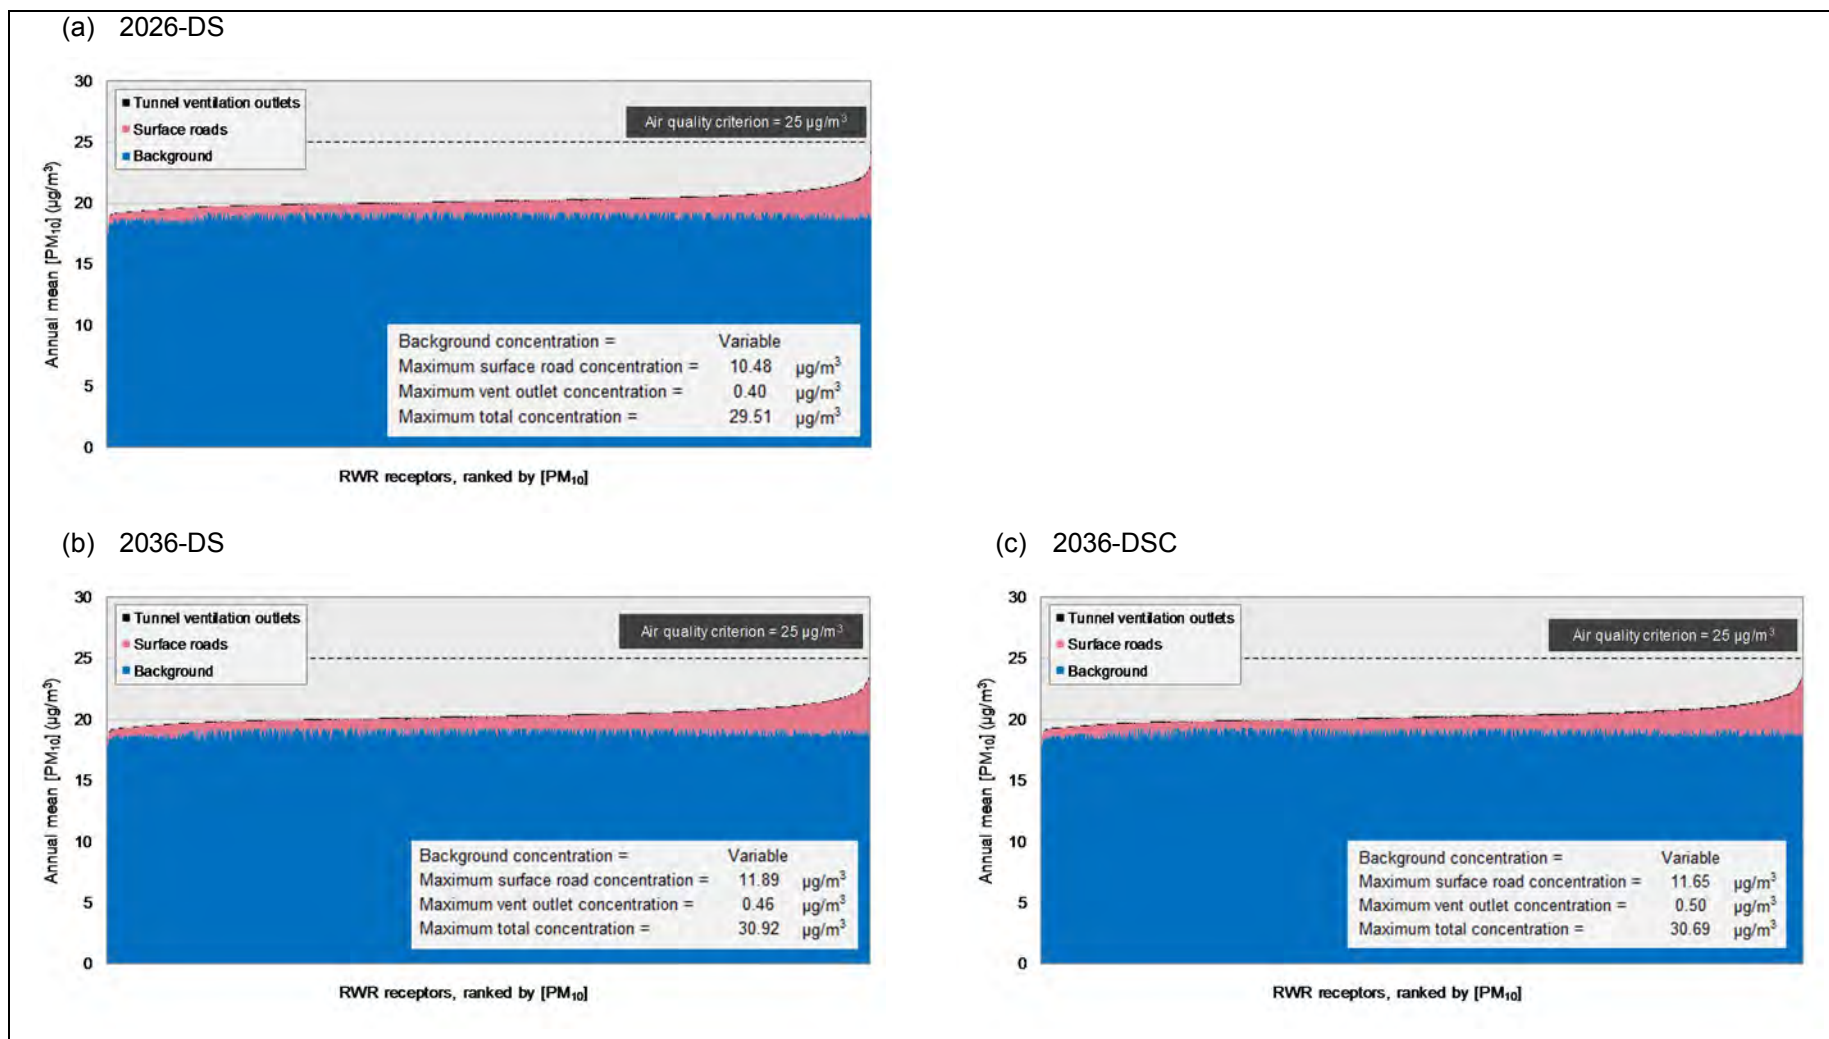 (a) 2026-DS
Annual mean [PM₁₀] (µg/m³)
30
25
20
15
10
5
0
Tunnel ventilation outlets
Surface roads
Background
Air quality criterion = 25 µg/m³
Background concentration = Variable
Maximum surface road concentration = 10.48 µg/m³
Maximum vent outlet concentration = 0.40 µg/m³
Maximum total concentration = 29.51 µg/m³
RWR receptors, ranked by [PM₁₀]
(b) 2036-DS
Annual mean [PM₁₀] (µg/m³)
30
25
20
15
10
5
0
Tunnel ventilation outlets
Surface roads
Background
Air quality criterion = 25 µg/m³
Background concentration = Variable
Maximum surface road concentration = 11.89 µg/m³
Maximum vent outlet concentration = 0.46 µg/m³
Maximum total concentration = 30.92 µg/m³
RWR receptors, ranked by [PM₁₀]
(c) 2036-DSC
Annual mean [PM₁₀] (µg/m³)
30
25
20
15
10
5
0
Tunnel ventilation outlets
Surface roads
Background
Air quality criterion = 25 µg/m³
Background concentration = Variable
Maximum surface road concentration = 11.65 µg/m³
Maximum vent outlet concentration = 0.50 µg/m³
Maximum total concentration = 30.69 µg/m³
RWR receptors, ranked by [PM₁₀]